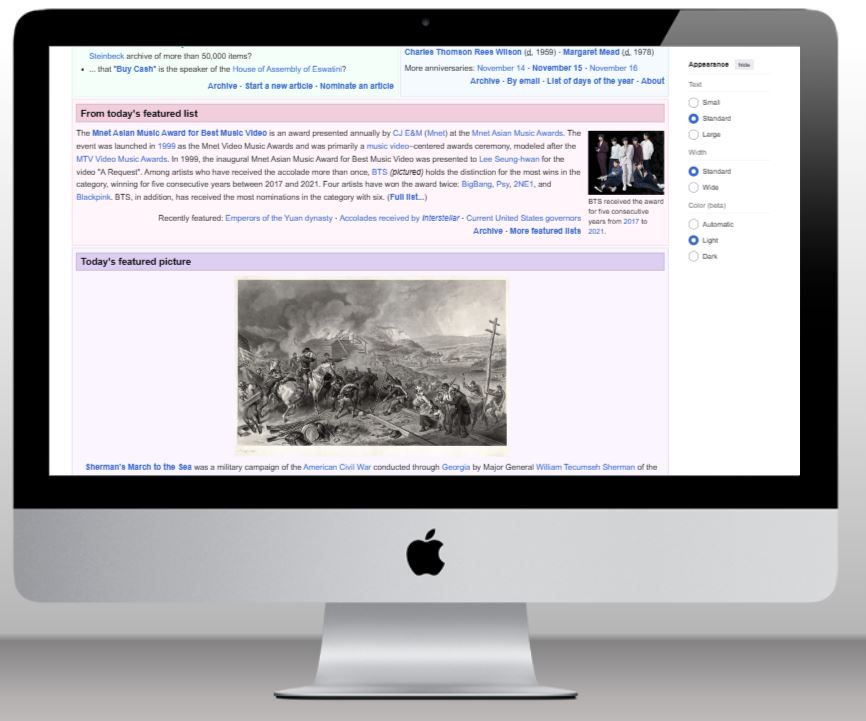 Steinbeck archive of more than 50,000 items?
• ... that "Buy Cash" is the speaker of the House of Assembly of Eswatini?
Archive · Start a new article · Nominate an article
Charles Thomson Rees Wilson (d. 1959) · Margaret Mead (d. 1978)
More anniversaries: November 14 · November 15 · November 16
Archive · By email · List of days of the year · About
From today's featured list
The Mnet Asian Music Award for Best Music Video is an award presented annually by CJ E&M (Mnet) at the Mnet Asian Music Awards. The
event was launched in 1999 as the Mnet Video Music Awards and was primarily a music video–centered awards ceremony, modeled after the
MTV Video Music Awards. In 1999, the inaugural Mnet Asian Music Award for Best Music Video was presented to Lee Seung-hwan for the
video "A Request". Among artists who have received the accolade more than once, BTS (pictured) holds the distinction for the most wins in the
category, winning for five consecutive years between 2017 and 2021. Four artists have won the award twice: BigBang, Psy, 2NE1, and
Blackpink. BTS, in addition, has received the most nominations in the category with six. (Full list...)
BTS received the award
for five consecutive
years from 2017 to
2021.
Recently featured: Emperors of the Yuan dynasty · Accolades received by Interstellar · Current United States governors
Archive · More featured lists
Today's featured picture
Sherman's March to the Sea was a military campaign of the American Civil War conducted through Georgia by Major General William Tecumseh Sherman of the
Appearance hide
Text
Small
Standard
Large
Width
Standard
Wide
Color (beta)
Automatic
Light
Dark